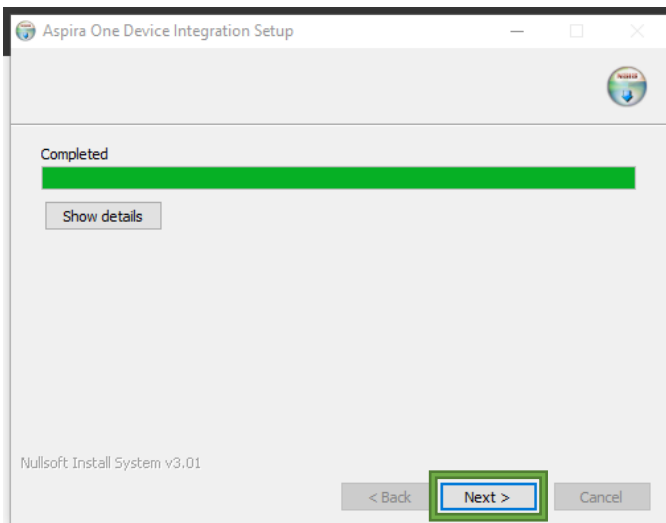 Aspira One Device Integration Setup
Completed
Show details
Nullsoft Install System v3.01
< Back Next > Cancel